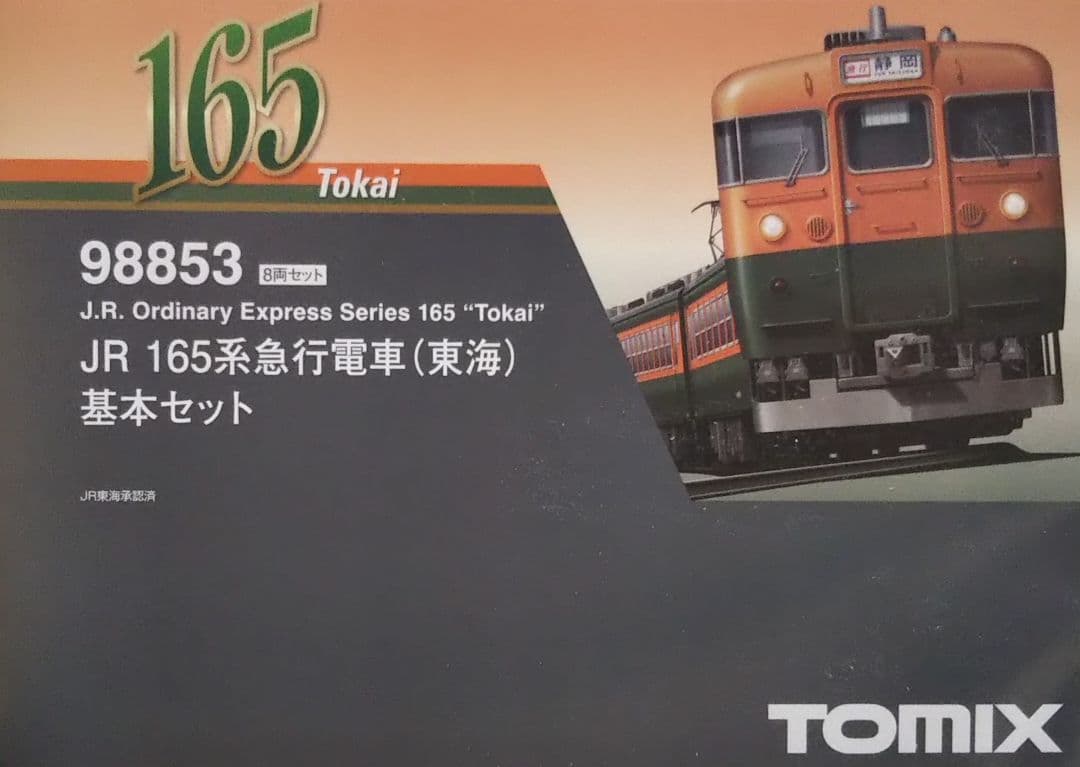 165
Tokai
急行 静岡
98853 8両セット
J.R. Ordinary Express Series 165 “Tokai”
JR 165系急行電車(東海)
基本セット
JR東海承認済
TOMIX